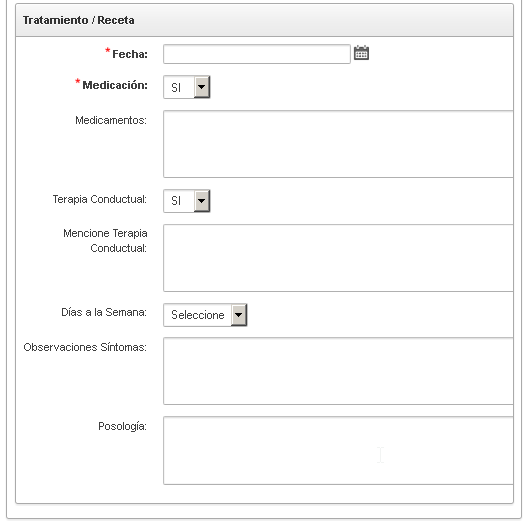 Tratamiento / Receta
*Fecha:
*Medicación: SI
Medicamentos:
Terapia Conductual: SI
Mencione Terapia
Conductual:
Días a la Semana: Seleccione
Observaciones Síntomas:
Posología: